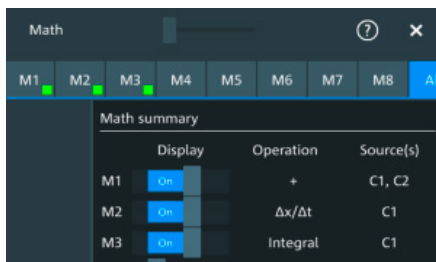 Math ? ×
M1 M2 M3 M4 M5 M6 M7 M8 Al
Math summary
Display Operation Source(s)
M1 On + C1, C2
M2 On Δx/Δt C1
M3 On Integral C1